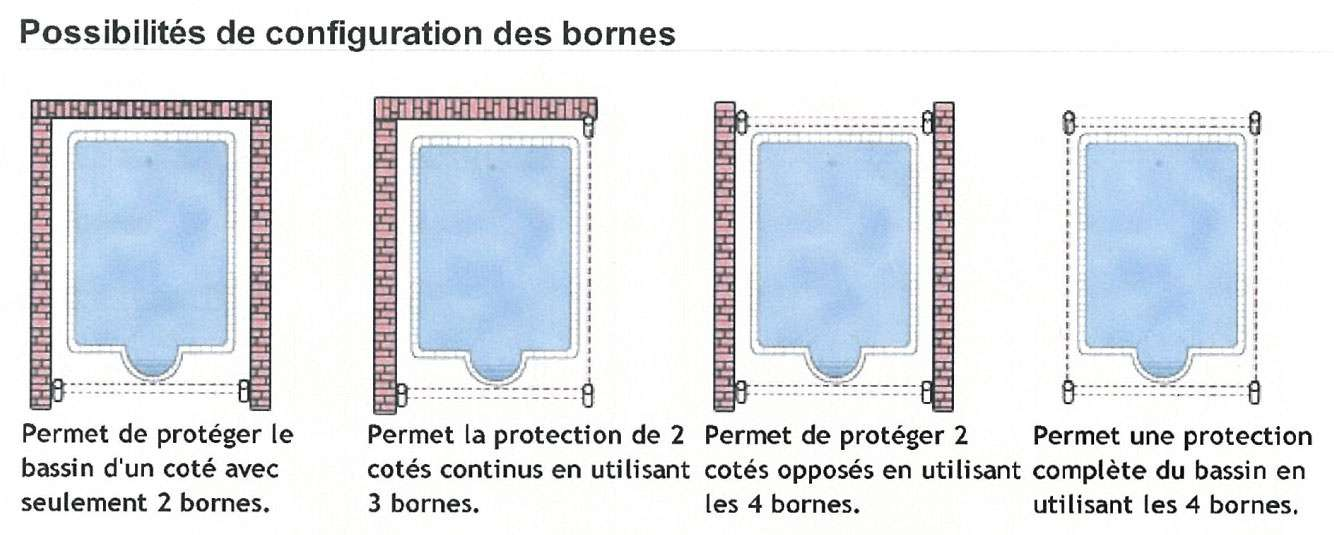 Possibilités de configuration des bornes
Permet de protéger le
bassin d'un coté avec
seulement 2 bornes.
Permet la protection de 2
cotés continus en utilisant
3 bornes.
Permet de protéger 2
cotés opposés en utilisant
les 4 bornes.
Permet une protection
complète du bassin en
utilisant les 4 bornes.